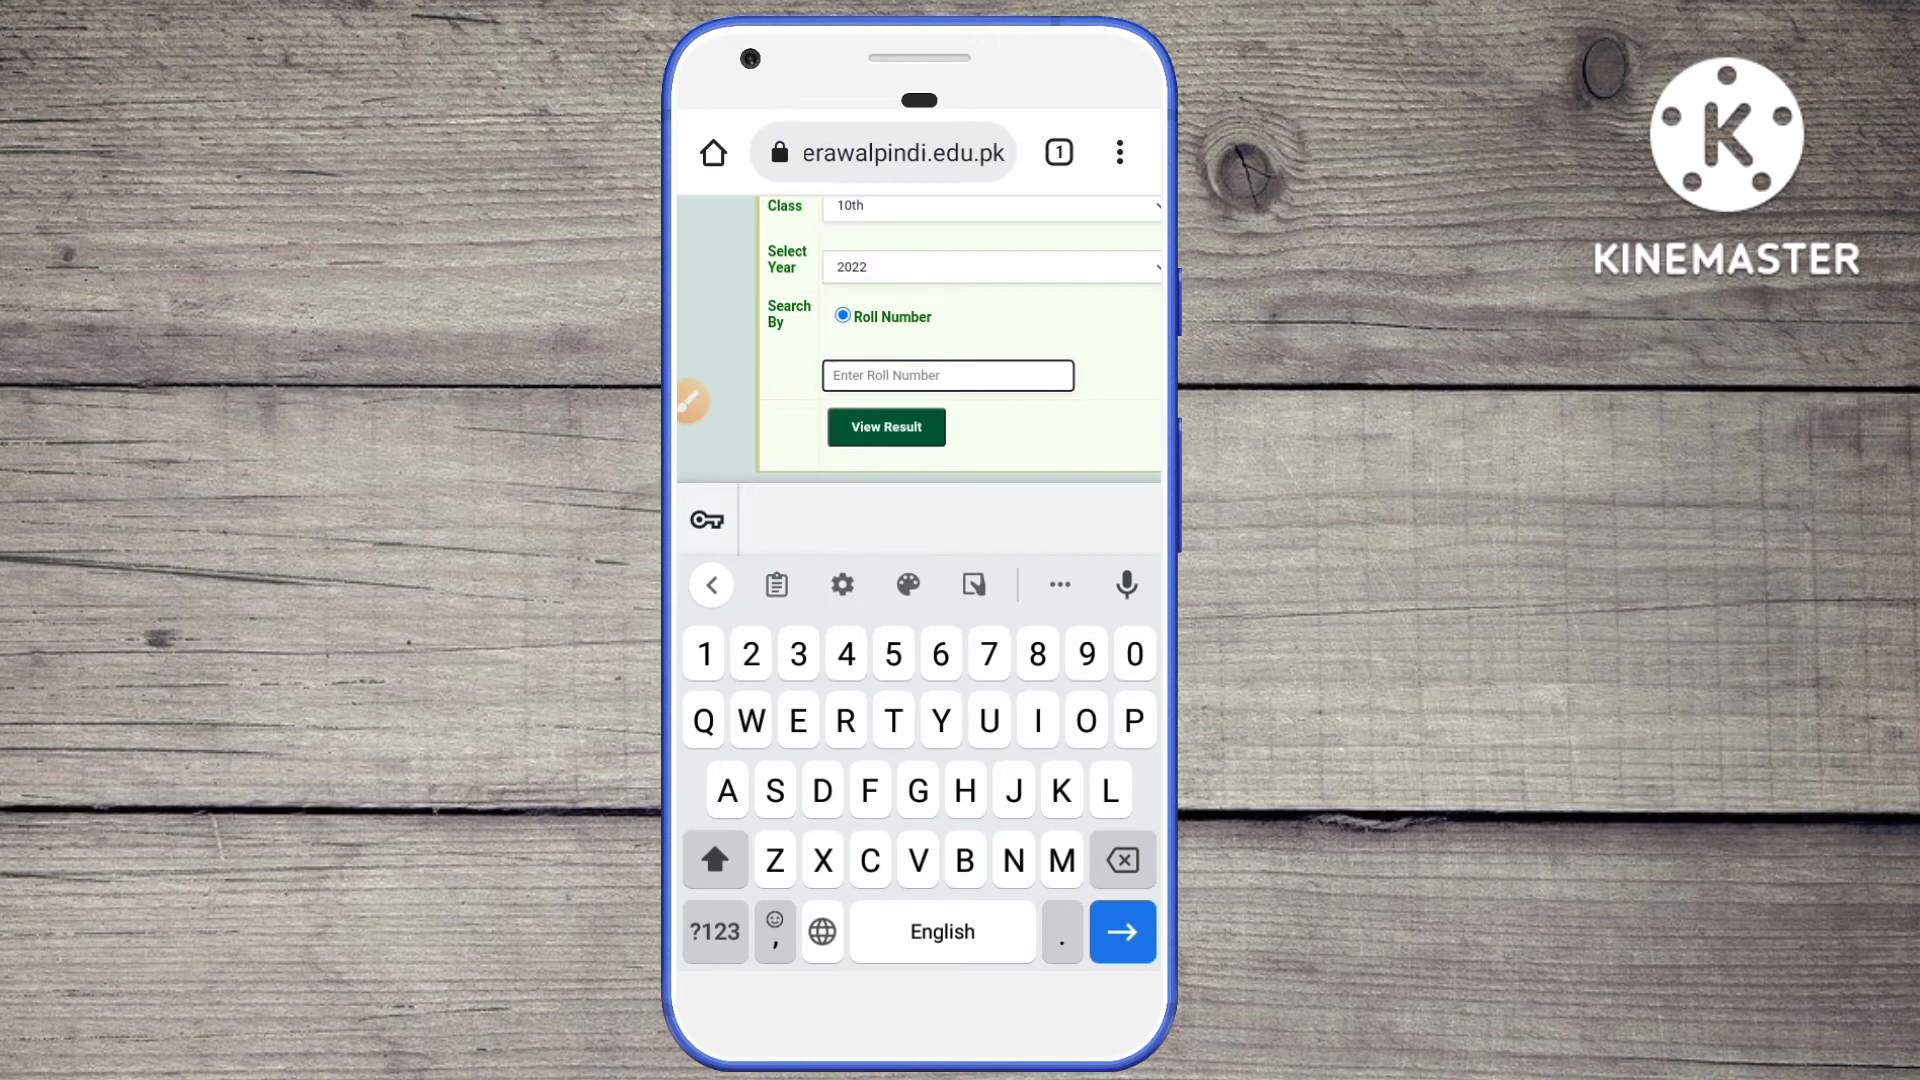 K
KINEMASTER
erawalpindi.edu.pk
1
Class
10th
Select
Year
2022
Search
By
Roll Number
Enter Roll Number
View Result
1 2 3 4 5 6 7 8 9 0
Q W E R T Y U I O P
A S D F G H J K L
Z X C V B N M
?123 , English .